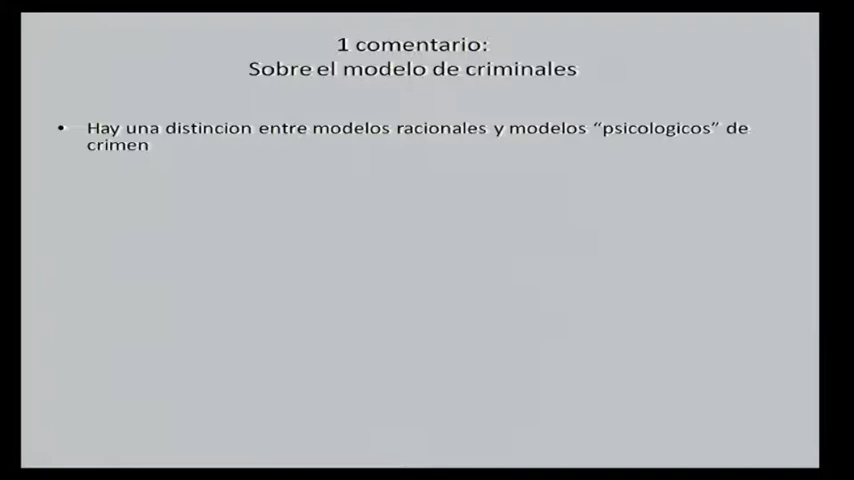 1 comentario:
Sobre el modelo de criminales
• Hay una distincion entre modelos racionales y modelos “psicologicos” de
crimen